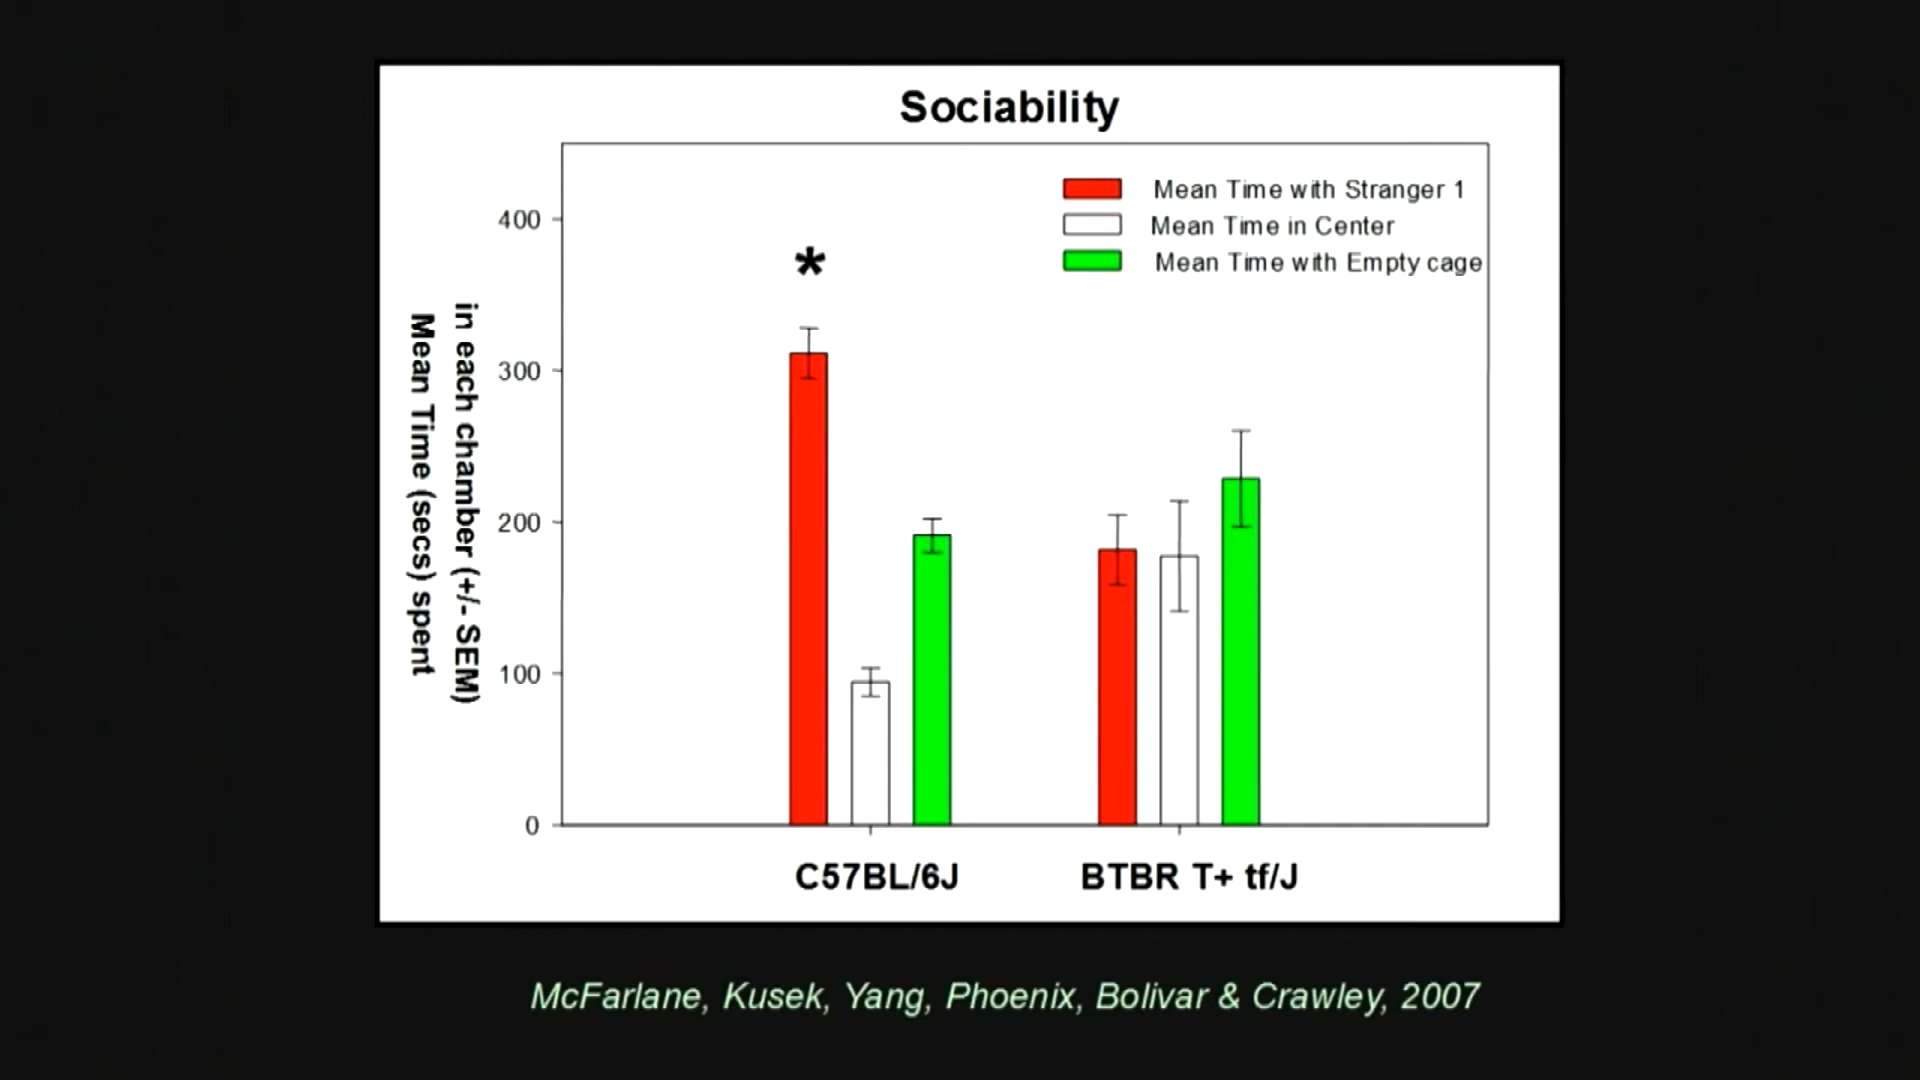 Sociability
Mean Time with Stranger 1
Mean Time in Center
Mean Time with Empty cage
*
400
300
200
100
0
Mean Time (secs) spent
in each chamber (+/- SEM)
C57BL/6J
BTBR T+ tf/J
McFarlane, Kusek, Yang, Phoenix, Bolivar & Crawley, 2007